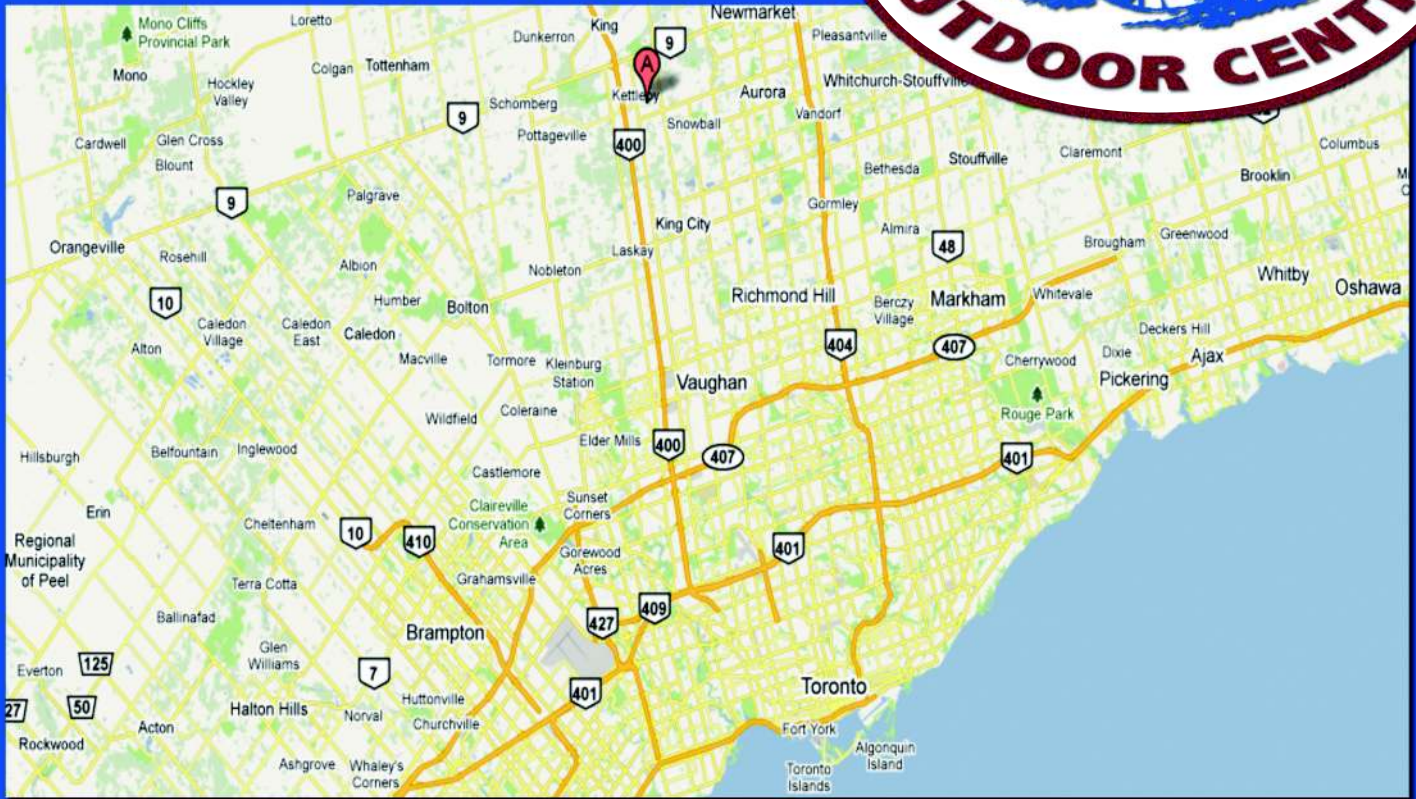 OUTDOOR CENT
Mono Cliffs
Provincial Park
Loretto
King
Newmarket
Dunkerron
9
Pleasantville
Mono
Colgan
Tottenham
A
Hockley
Valley
Kettleby
Aurora
Whitchurch-Stouffville
9
Schomberg
Vandorf
Pottageville
Snowball
Cardwell
Glen Cross
400
Columbus
Blount
Bethesda
Stouffville
Claremont
Brooklin
9
Palgrave
Gormley
King City
Almira
Greenwood
Orangeville
Rosehill
Laskay
48
Brougham
Albion
Nobleton
Whitby
Oshawa
10
Humber
Bolton
Richmond Hill
Berczy
Village
Markham
Whitevale
Caledon
Village
Caledon
East
Caledon
Deckers Hill
Alton
404
407
Macville
Tormore
Kleinburg
Station
Cherrywood
Dixie
Ajax
Vaughan
Pickering
Wildfield
Coleraine
Rouge Park
Hillsburgh
Belfountain
Inglewood
Elder Mills
400
407
401
Castlemore
Erin
Claireville
Conservation
Area
Sunset
Corners
Cheltenham
10
410
401
Regional
Municipality
of Peel
Gorewood
Acres
Terra Cotta
Grahamsville
409
Ballinafad
427
Brampton
Glen
Williams
Everton
125
7
Toronto
401
27
50
Halton Hills
Huttonville
Norval
Churchville
Acton
Fort York
Rockwood
Algonquin
Island
Ashgrove
Whaley's
Corners
Toronto
Islands